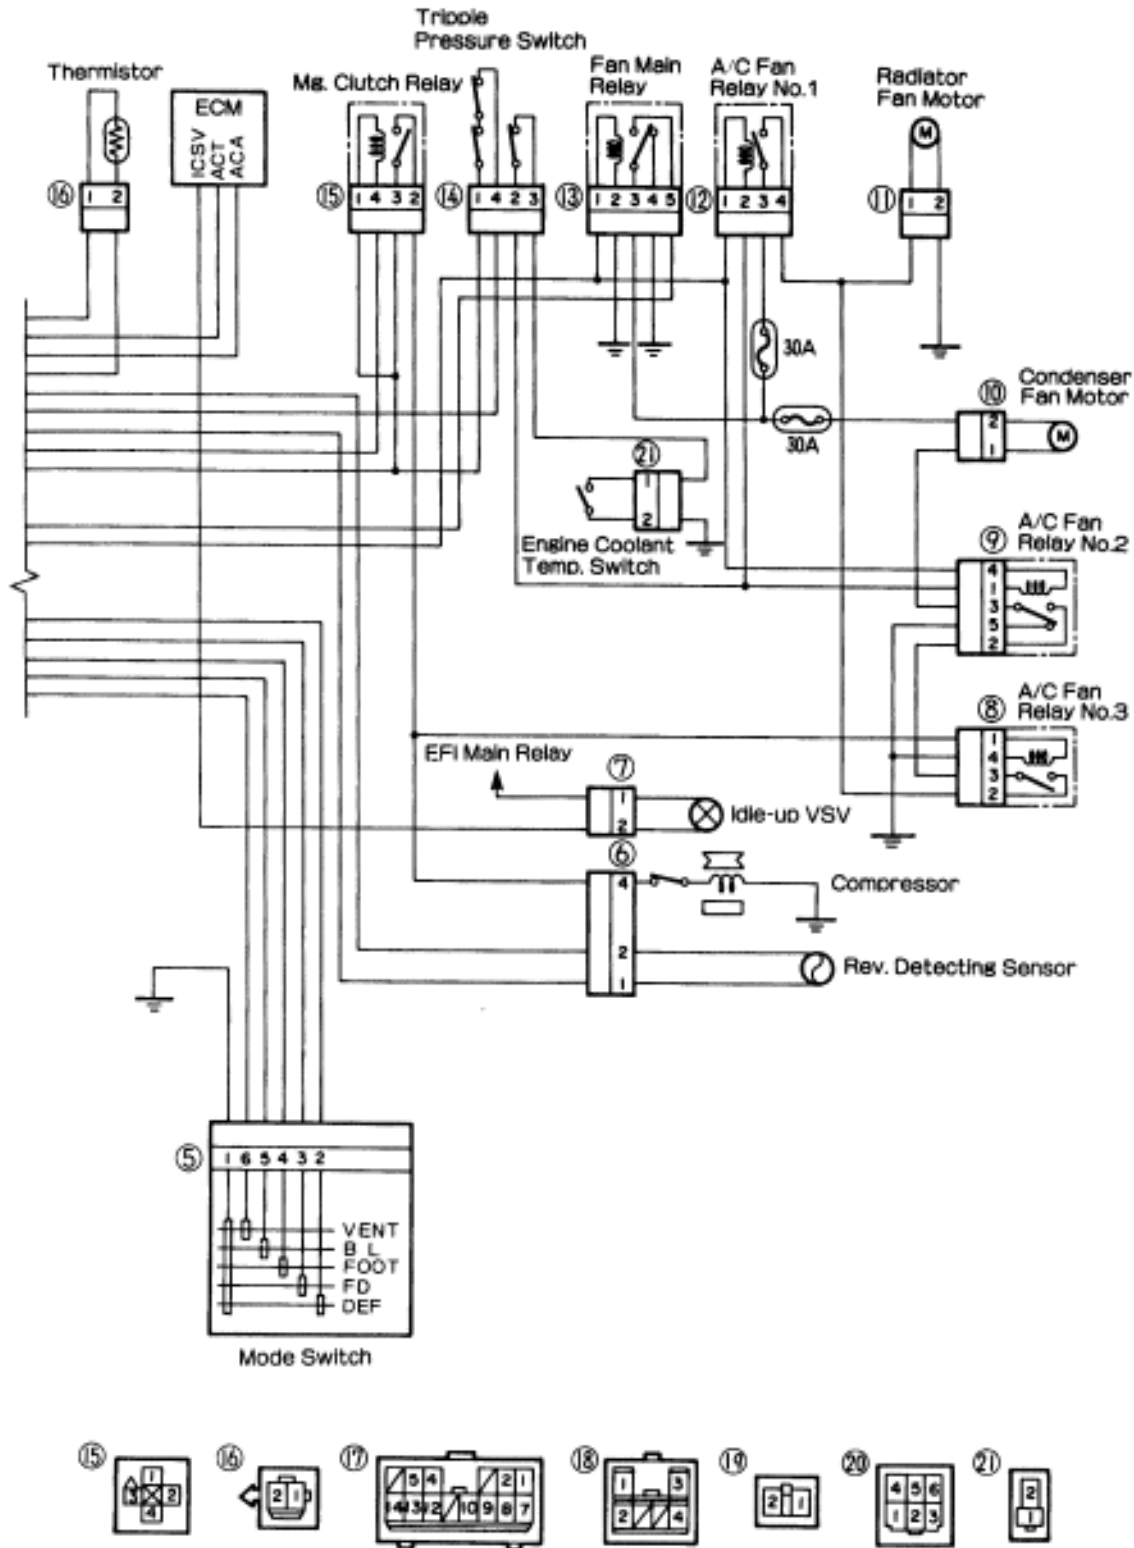 Tripple
Pressure Switch
Thermistor
Mg. Clutch Relay
Fan Main
Relay
A/C Fan
Relay No.1
Radiator
Fan Motor
ECM
ICSV
ACT
ACA
M
⑯ 1 2
⑮ 1 4 3 2
⑭ 1 4 2 3
⑬ 1 2 3 4 5
⑫ 1 2 3 4
⑪ 1 2
30A
30A
Condenser
Fan Motor
⑩ 2
1
M
㉑ 1
2
Engine Coolant
Temp. Switch
A/C Fan
Relay No.2
⑨
4
1
3
5
2
A/C Fan
Relay No.3
⑧
1
4
3
2
EFI Main Relay
⑦
1
2
Idle-up VSV
⑥
4
Compressor
2
1
Rev. Detecting Sensor
⑤ 1 6 5 4 3 2
VENT
B L
FOOT
FD
DEF
Mode Switch
⑮ 1
3 2
4
⑯ 2 1
⑰ 5 4 2 1
14 13 12 10 9 8 7
⑱ 1 3
2 4
⑲ 2 1
⑳ 4 5 6
1 2 3
㉑ 2
1